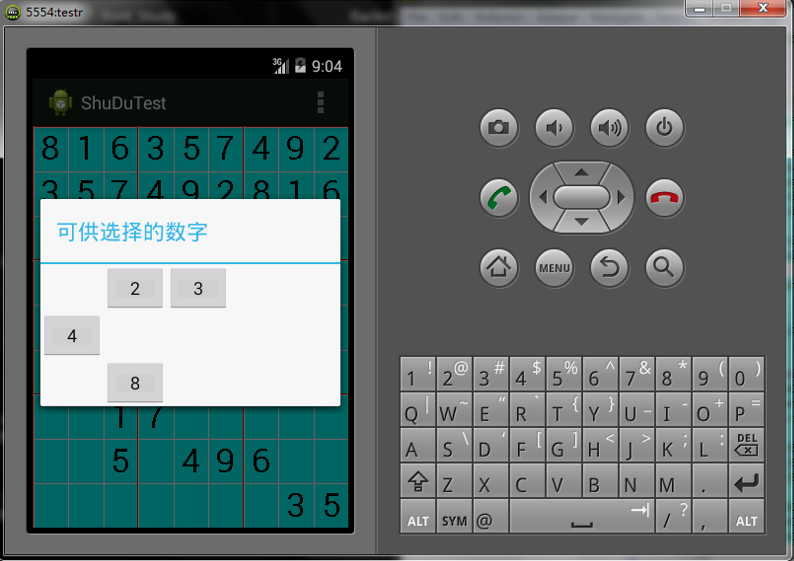 5554:testr
3G 9:04
ShuDuTest
8 1 6 3 5 7 4 9 2
3 5 7 4 9 2 8 1 6
可供选择的数字
2 3
4
8
1 7
5 4 9 6
3 5
MENU
1 ! 2 @ 3 # 4 $ 5 % 6 ^ 7 & 8 * 9 ( 0 )
Q | W ~ E " R ` T { Y } U _ I - O + P =
A S \ D ' F [ G ] H < J > K ; L : DEL
Z X C V B N M .
ALT SYM @ / ? , ALT